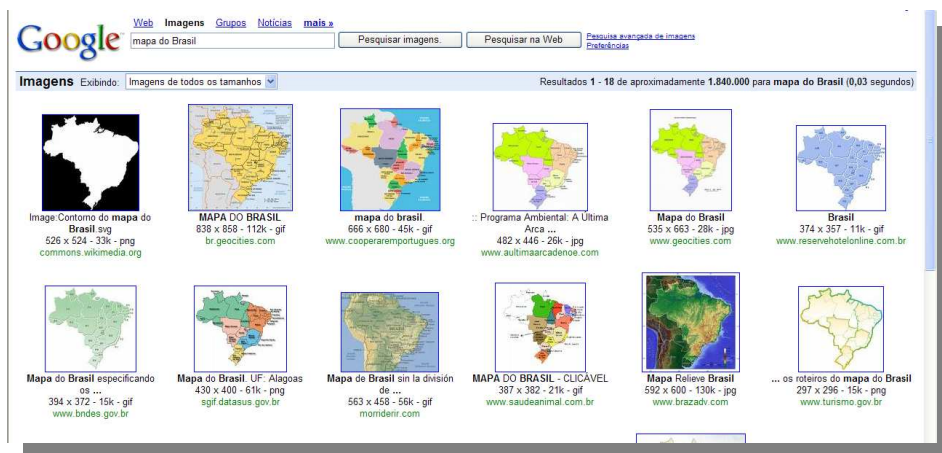 Web Imagens Grupos Notícias mais »
Google
mapa do Brasil
Pesquisar imagens.
Pesquisar na Web
Pesquisa avançada de imagens
Preferências
Imagens Exibindo: Imagens de todos os tamanhos
Resultados 1 - 18 de aproximadamente 1.840.000 para mapa do Brasil (0,03 segundos)
Image:Contorno do mapa do
Brasil.svg
526 x 524 - 33k - png
commons.wikimedia.org
MAPA DO BRASIL
838 x 858 - 112k - gif
br.geocities.com
mapa do brasil.
666 x 680 - 45k - gif
www.cooperaremportugues.org
:: Programa Ambiental: A Última
Arca ...
482 x 446 - 26k - jpg
www.aultimaarcadenoe.com
Mapa do Brasil
535 x 663 - 28k - jpg
www.geocities.com
Brasil
374 x 357 - 11k - gif
www.reservehotelonline.com.br
Mapa do Brasil especificando
os ...
394 x 372 - 15k - gif
www.bndes.gov.br
Mapa do Brasil. UF: Alagoas
430 x 400 - 61k - png
sgif.datasus.gov.br
Mapa de Brasil sin la división
de ...
563 x 458 - 56k - gif
morriderir.com
MAPA DO BRASIL - CLICÁVEL
387 x 382 - 21k - gif
www.saudeanimal.com.br
Mapa Relieve Brasil
592 x 600 - 130k - jpg
www.brazadv.com
... os roteiros do mapa do Brasil
297 x 296 - 15k - png
www.turismo.gov.br